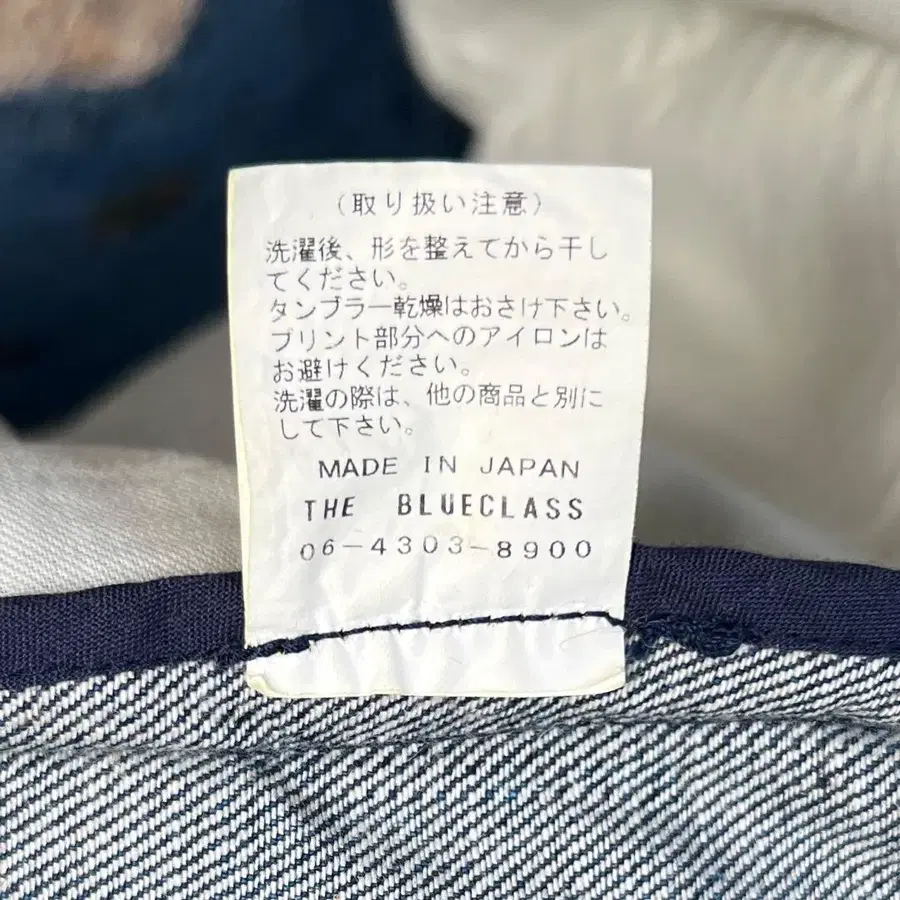 (取り扱い注意)
洗濯後、形を整えてから干し
てください。
タンブラー乾燥はおさけ下さい。
プリント部分へのアイロンは
お避けください。
洗濯の際は、他の商品と別に
して下さい。
MADE IN JAPAN
THE BLUECLASS
06-4303-8900